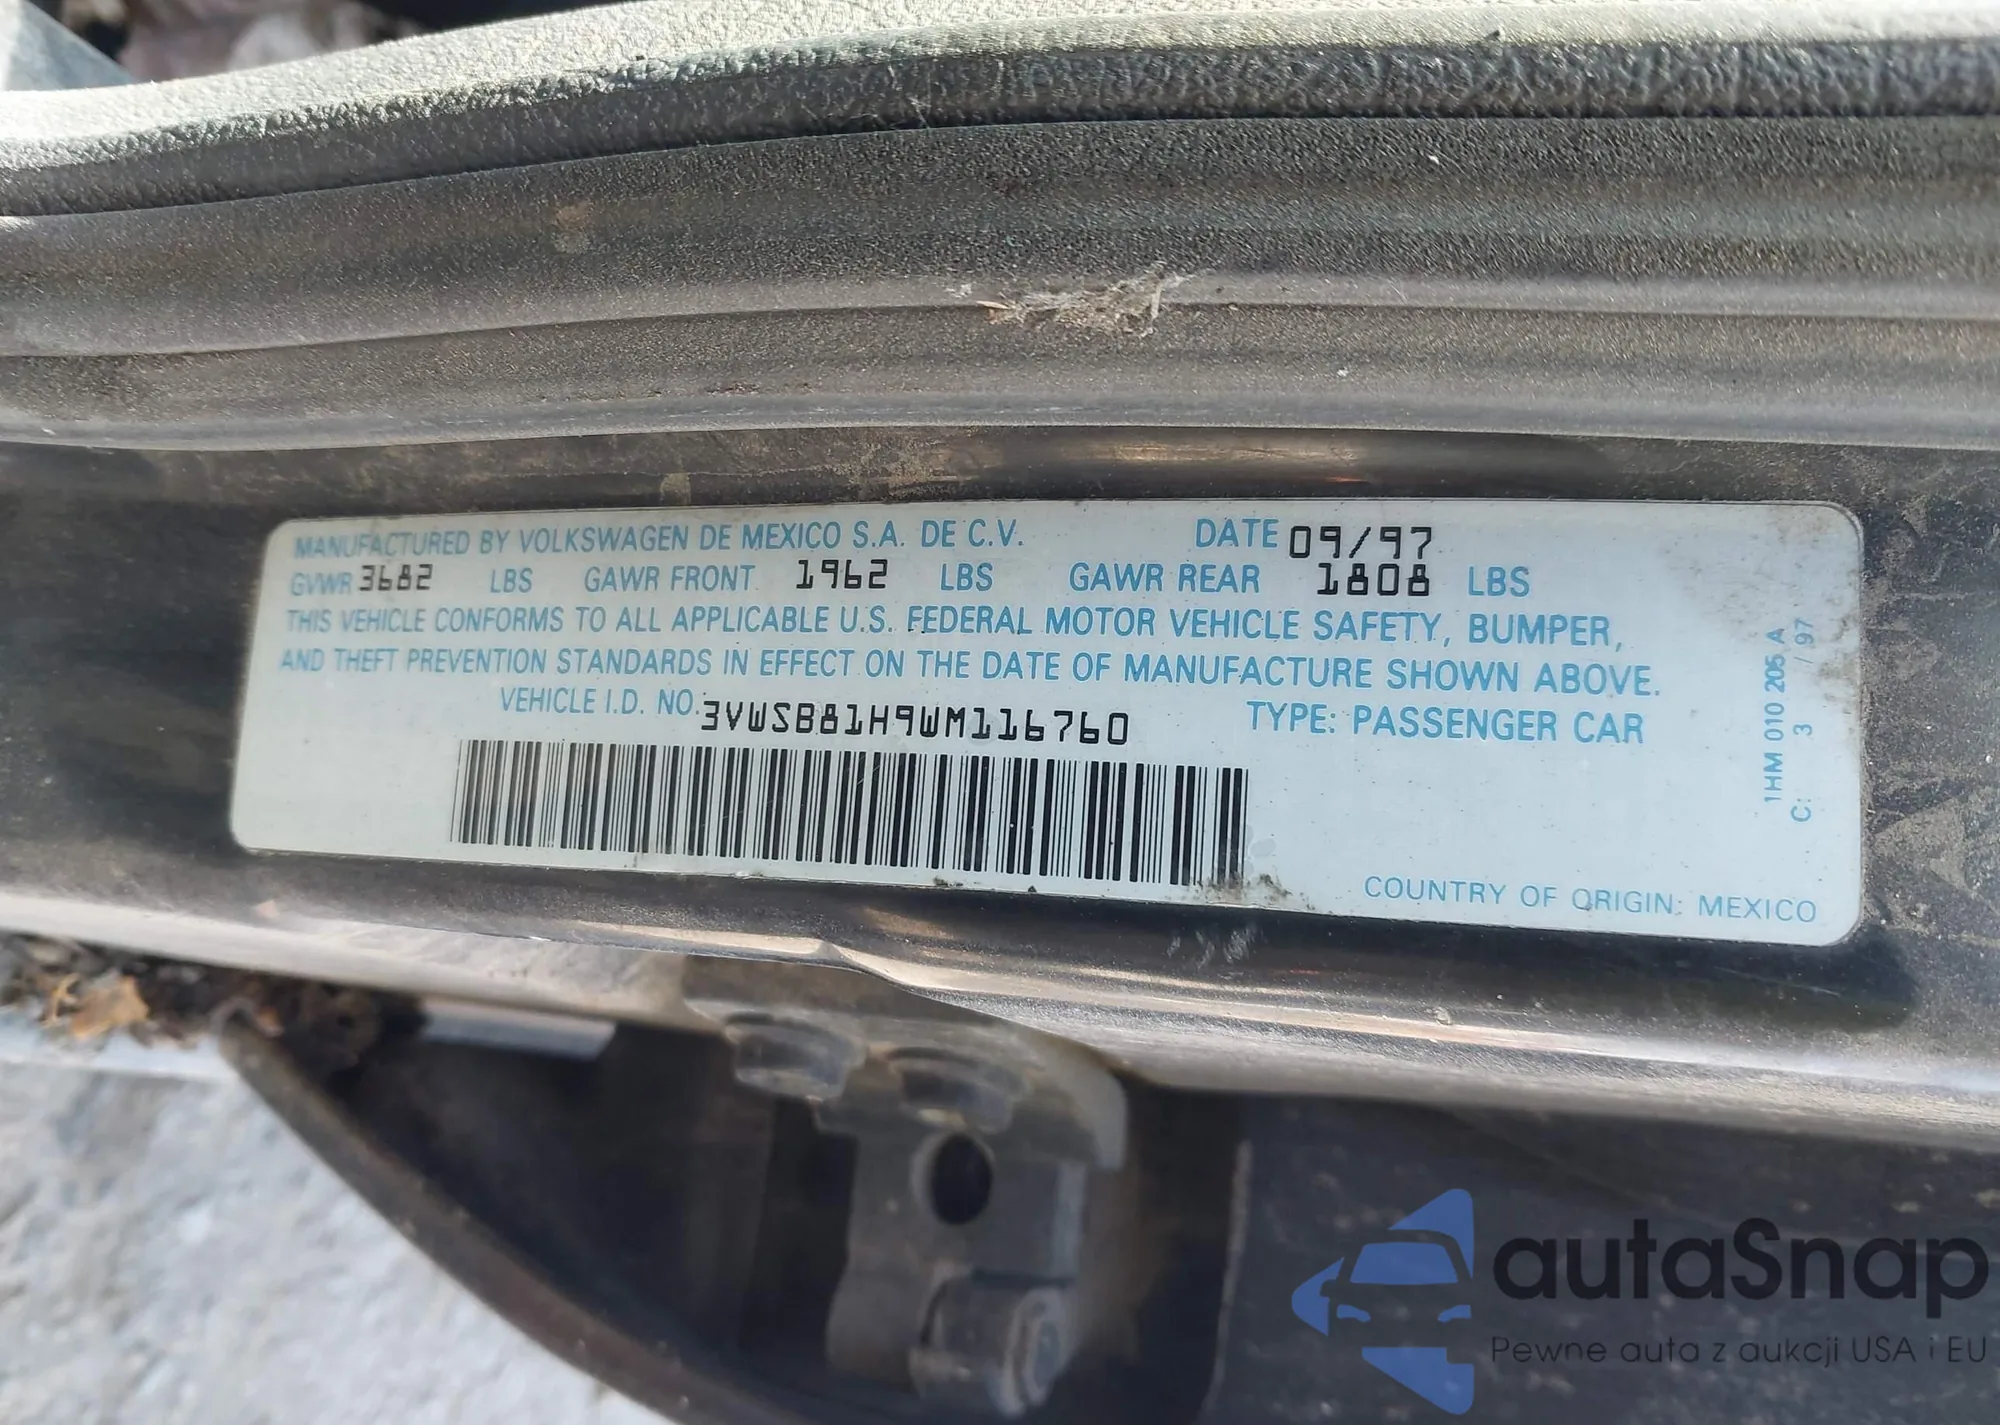 MANUFACTURED BY VOLKSWAGEN DE MEXICO S.A. DE C.V. DATE 09/97
GVWR 3682 LBS GAWR FRONT 1962 LBS GAWR REAR 1808 LBS
THIS VEHICLE CONFORMS TO ALL APPLICABLE U.S. FEDERAL MOTOR VEHICLE SAFETY, BUMPER,
AND THEFT PREVENTION STANDARDS IN EFFECT ON THE DATE OF MANUFACTURE SHOWN ABOVE.
VEHICLE I.D. NO.: 3VWSB81H9WM116760 TYPE: PASSENGER CAR
COUNTRY OF ORIGIN: MEXICO
1HM 010 205 A
C: 3 / 97
autaSnap
Pewne auta z aukcji USA i EU